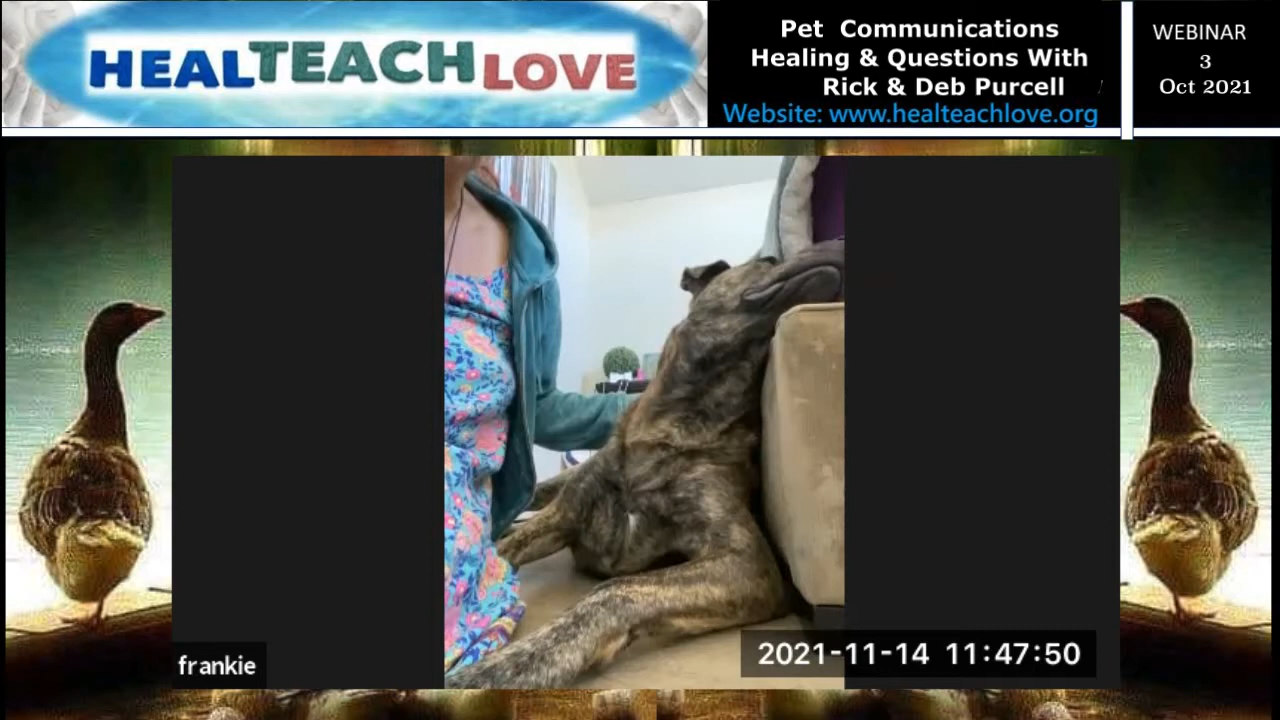 HEALTEACHLOVE
Pet Communications
Healing & Questions With
Rick & Deb Purcell
Website: www.healteachlove.org
WEBINAR
3
Oct 2021
frankie
2021-11-14 11:47:50